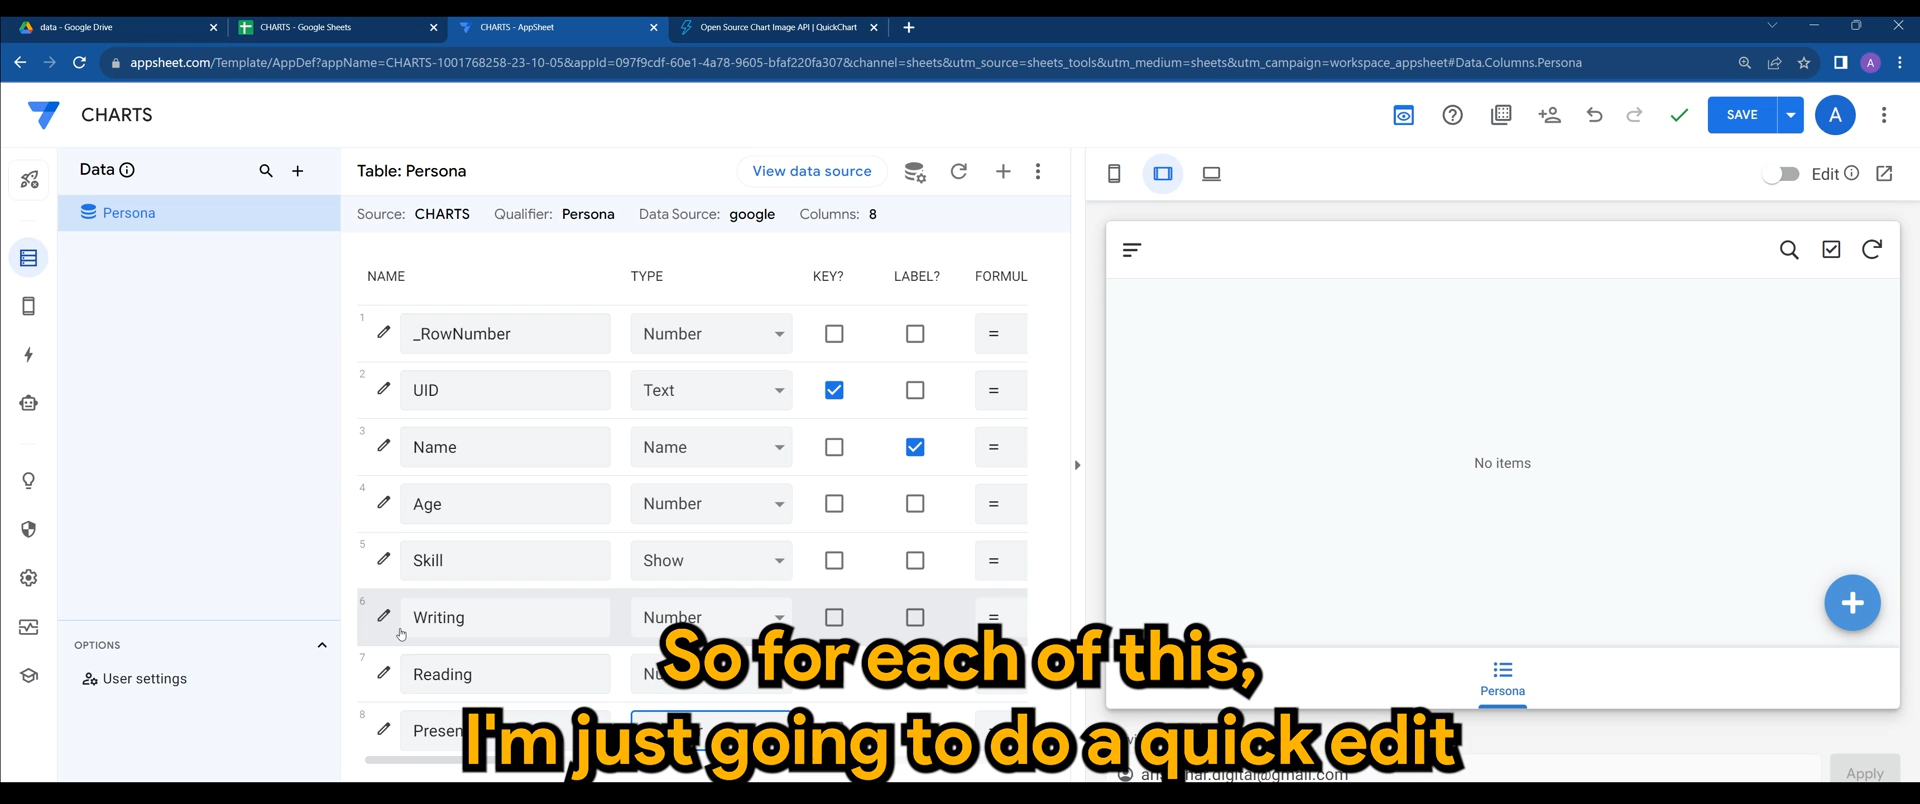 data - Google Drive
CHARTS - Google Sheets
CHARTS - AppSheet
Open Source Chart Image API | QuickChart
appsheet.com/Template/AppDef?appName=CHARTS-1001768258-23-10-05&appId=097f9cdf-60e1-4a78-9605-bfaf220fa307&channel=sheets&utm_source=sheets_tools&utm_medium=sheets&utm_campaign=workspace_appsheet#Data.Columns.Persona
A
CHARTS
SAVE
A
Data
Table: Persona
View data source
Edit
Persona
Source: CHARTS Qualifier: Persona Data Source: google Columns: 8
NAME TYPE KEY? LABEL? FORMUL
1 _RowNumber Number =
2 UID Text =
3 Name Name =
4 Age Number =
5 Skill Show =
6 Writing Number =
7 Reading
8
No items
Persona
OPTIONS
User settings
So for each of this,
I'm just going to do a quick edit
Apply